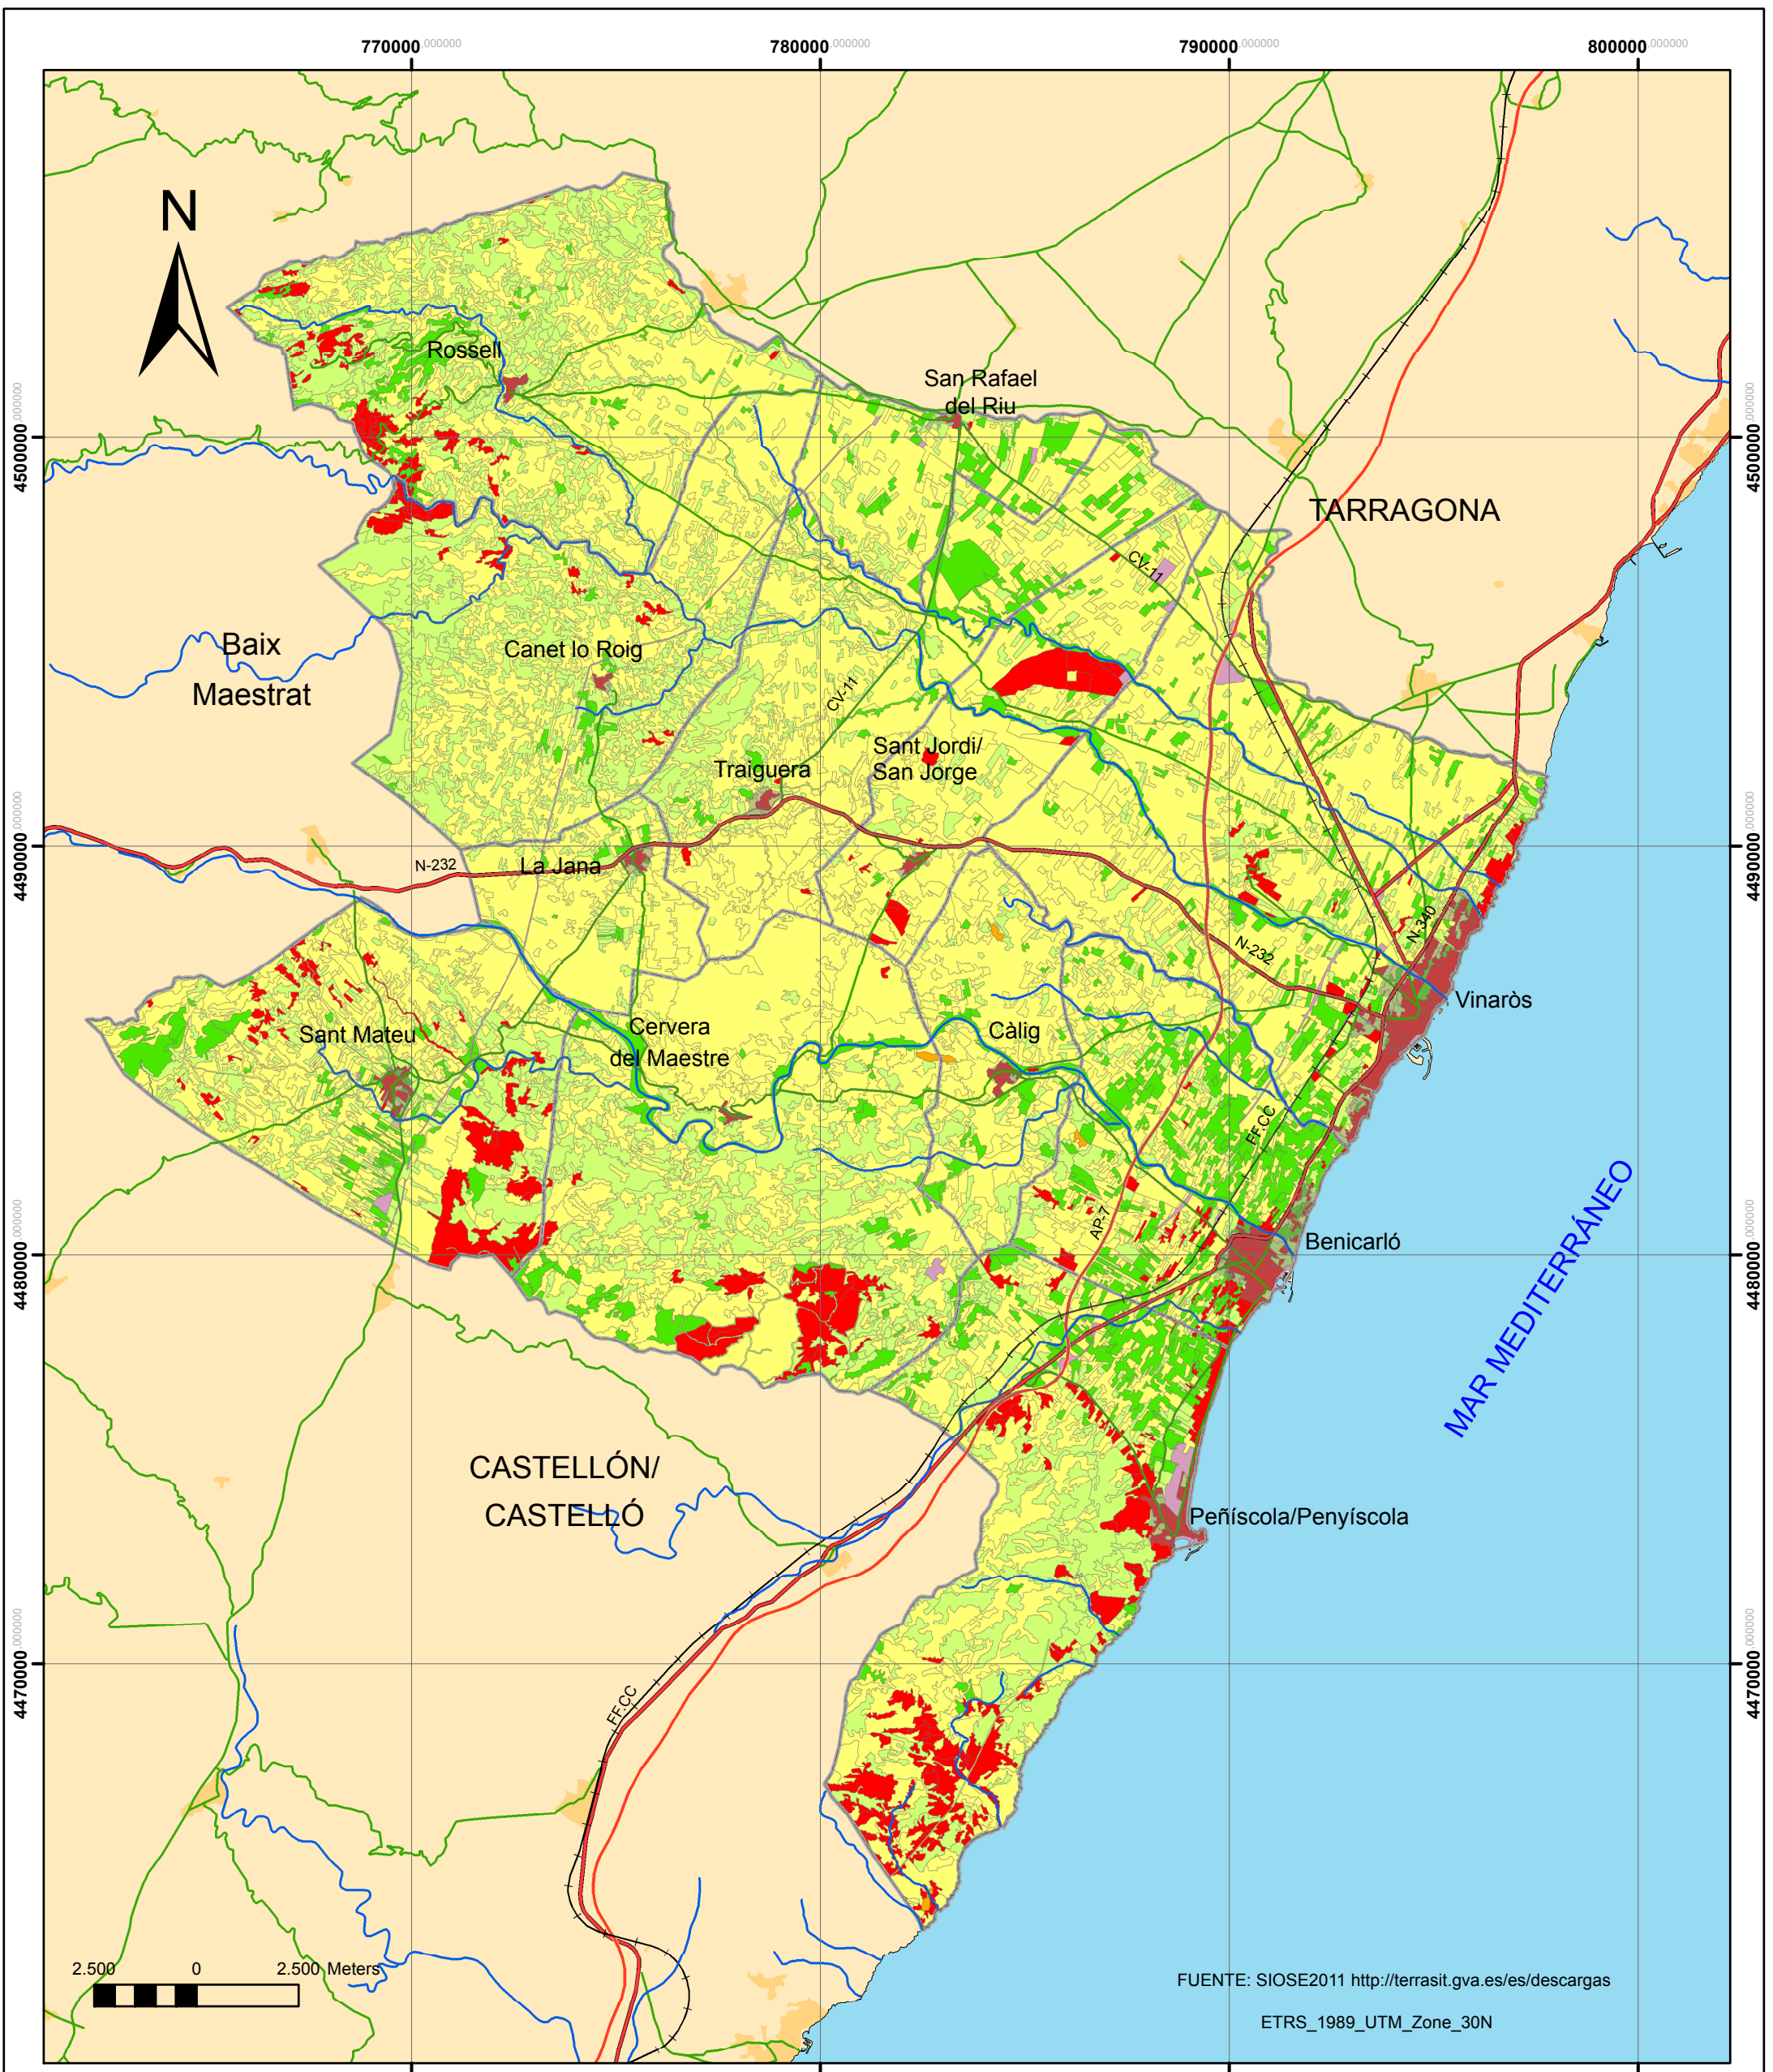 770000,000000
780000,000000
790000,000000
800000,000000
N
Rossell
San Rafael
del Riu
4500000,000000
4500000,000000
TARRAGONA
CV-11
Baix
Maestrat
Canet lo Roig
CV-11
Sant Jordi/
San Jorge
Traiguera
4490000,000000
4490000,000000
N-232
La Jana
N-340
N-232
Vinaròs
Sant Mateu
Cervera
del Maestre
Càlig
FF.CC
AP-7
Benicarló
4480000,000000
4480000,000000
MAR MEDITERRÁNEO
CASTELLÓN/
CASTELLÓ
Peñíscola/Penyíscola
4470000,000000
4470000,000000
FF.CC
2.500 0 2.500 Meters
FUENTE: SIOSE2011 http://terrasit.gva.es/es/descargas
ETRS_1989_UTM_Zone_30N